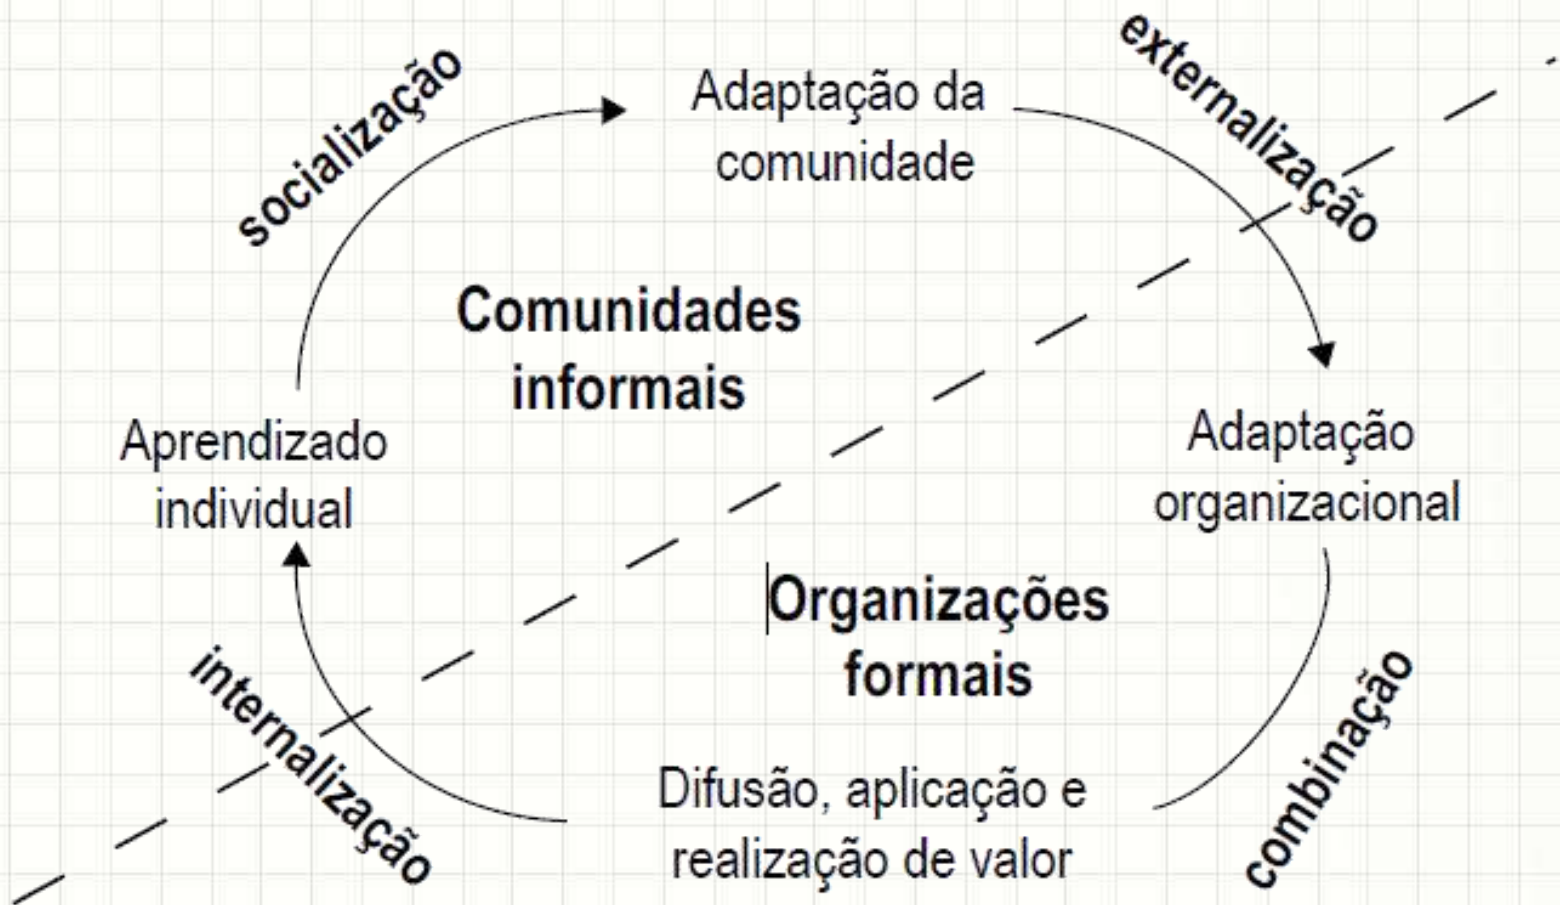 socialização
Adaptação da
comunidade
externalização
Comunidades
informais
Aprendizado
individual
Adaptação
organizacional
Organizações
formais
internalização
Difusão, aplicação e
realização de valor
combinação